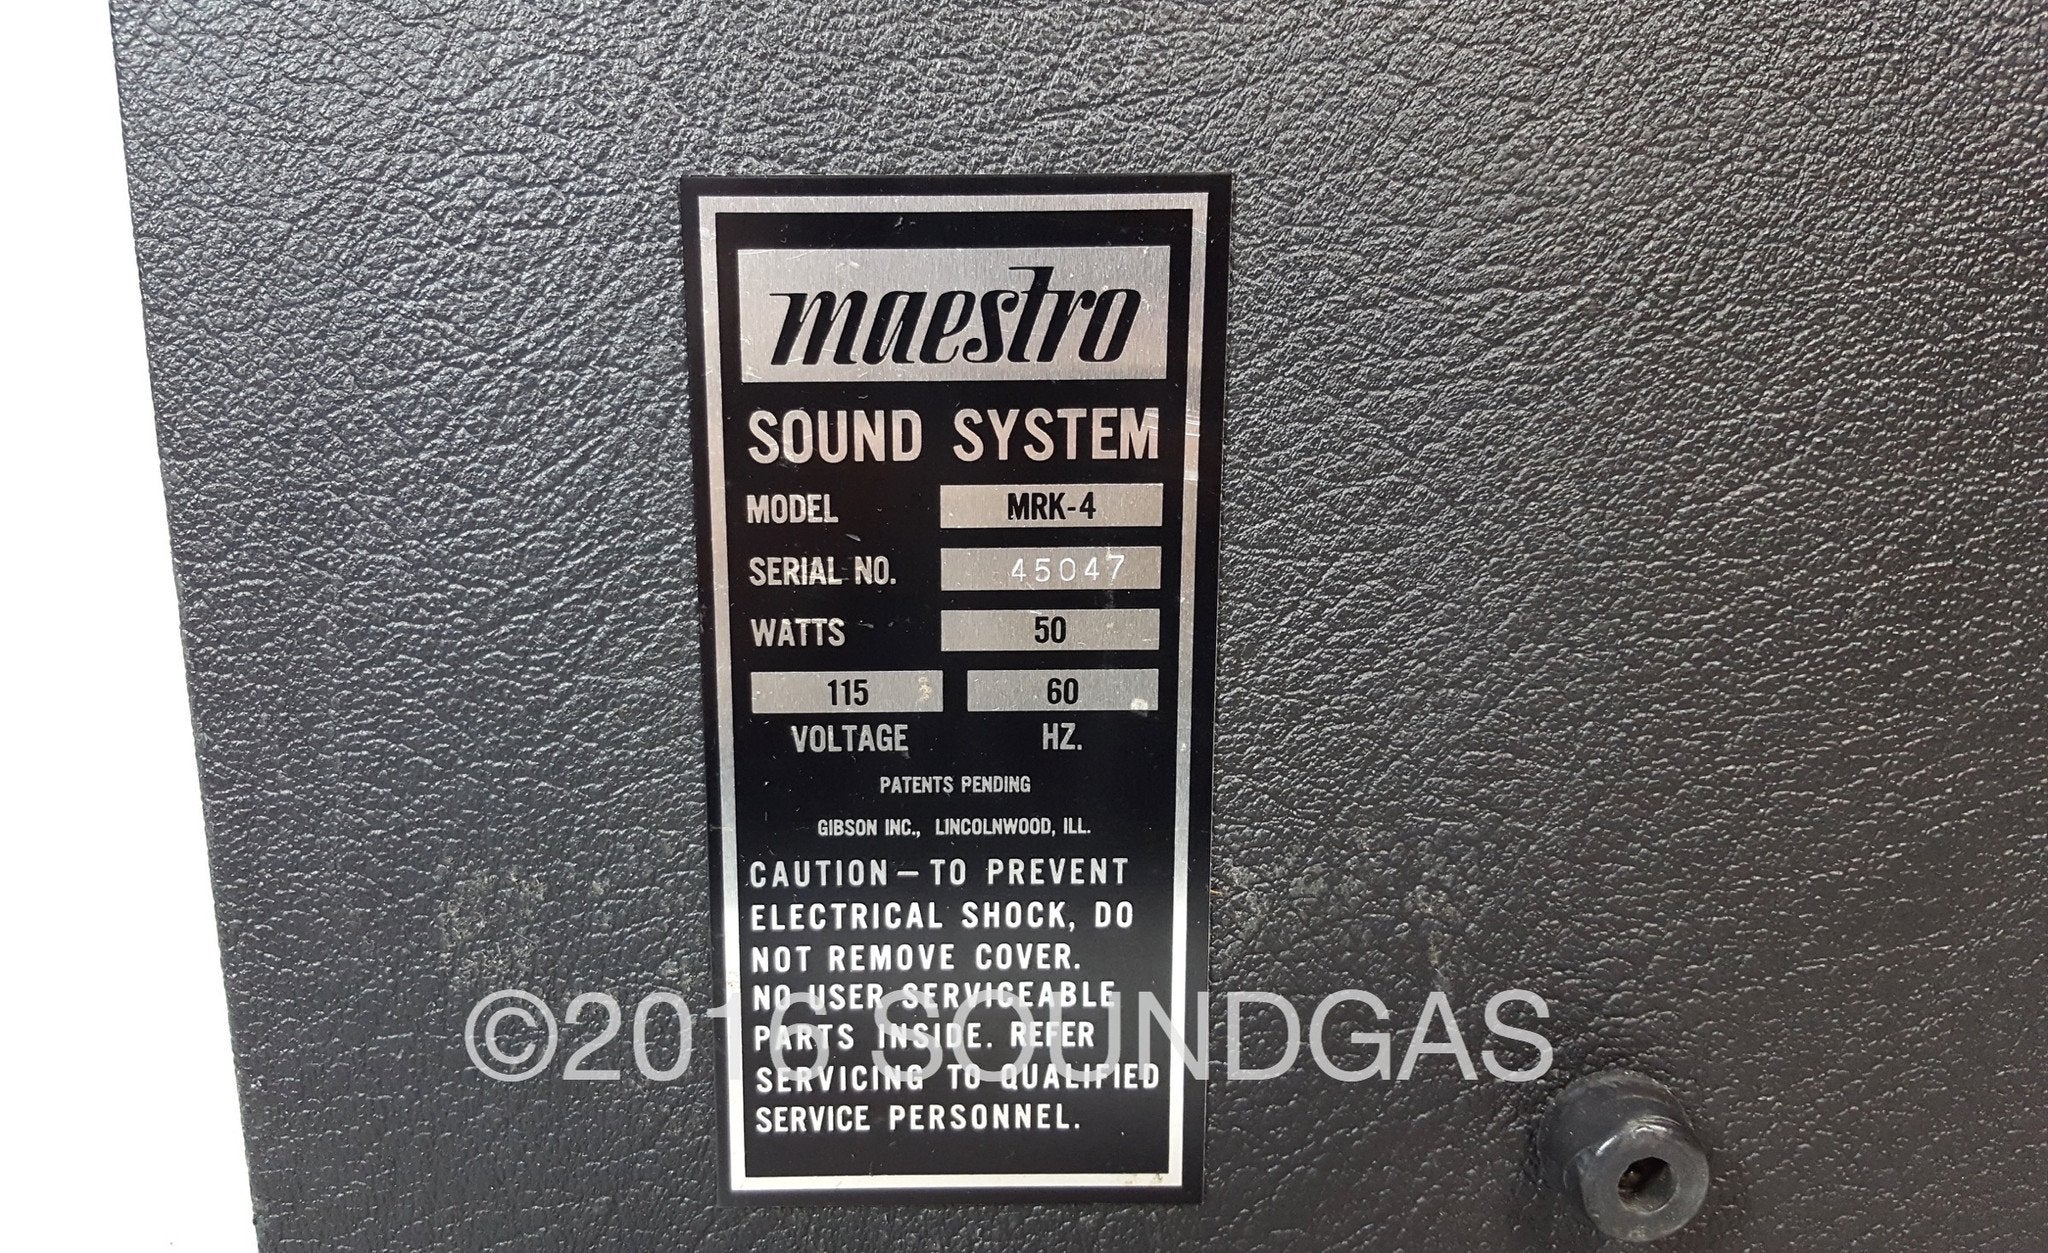 maestro
SOUND SYSTEM
MODEL MRK-4
SERIAL NO. 45047
WATTS 50
115 60
VOLTAGE HZ.
PATENTS PENDING
GIBSON INC., LINCOLNWOOD, ILL.
CAUTION — TO PREVENT
ELECTRICAL SHOCK, DO
NOT REMOVE COVER.
NO USER SERVICEABLE
PARTS INSIDE. REFER
SERVICING TO QUALIFIED
SERVICE PERSONNEL.
©2016 SOUNDGAS